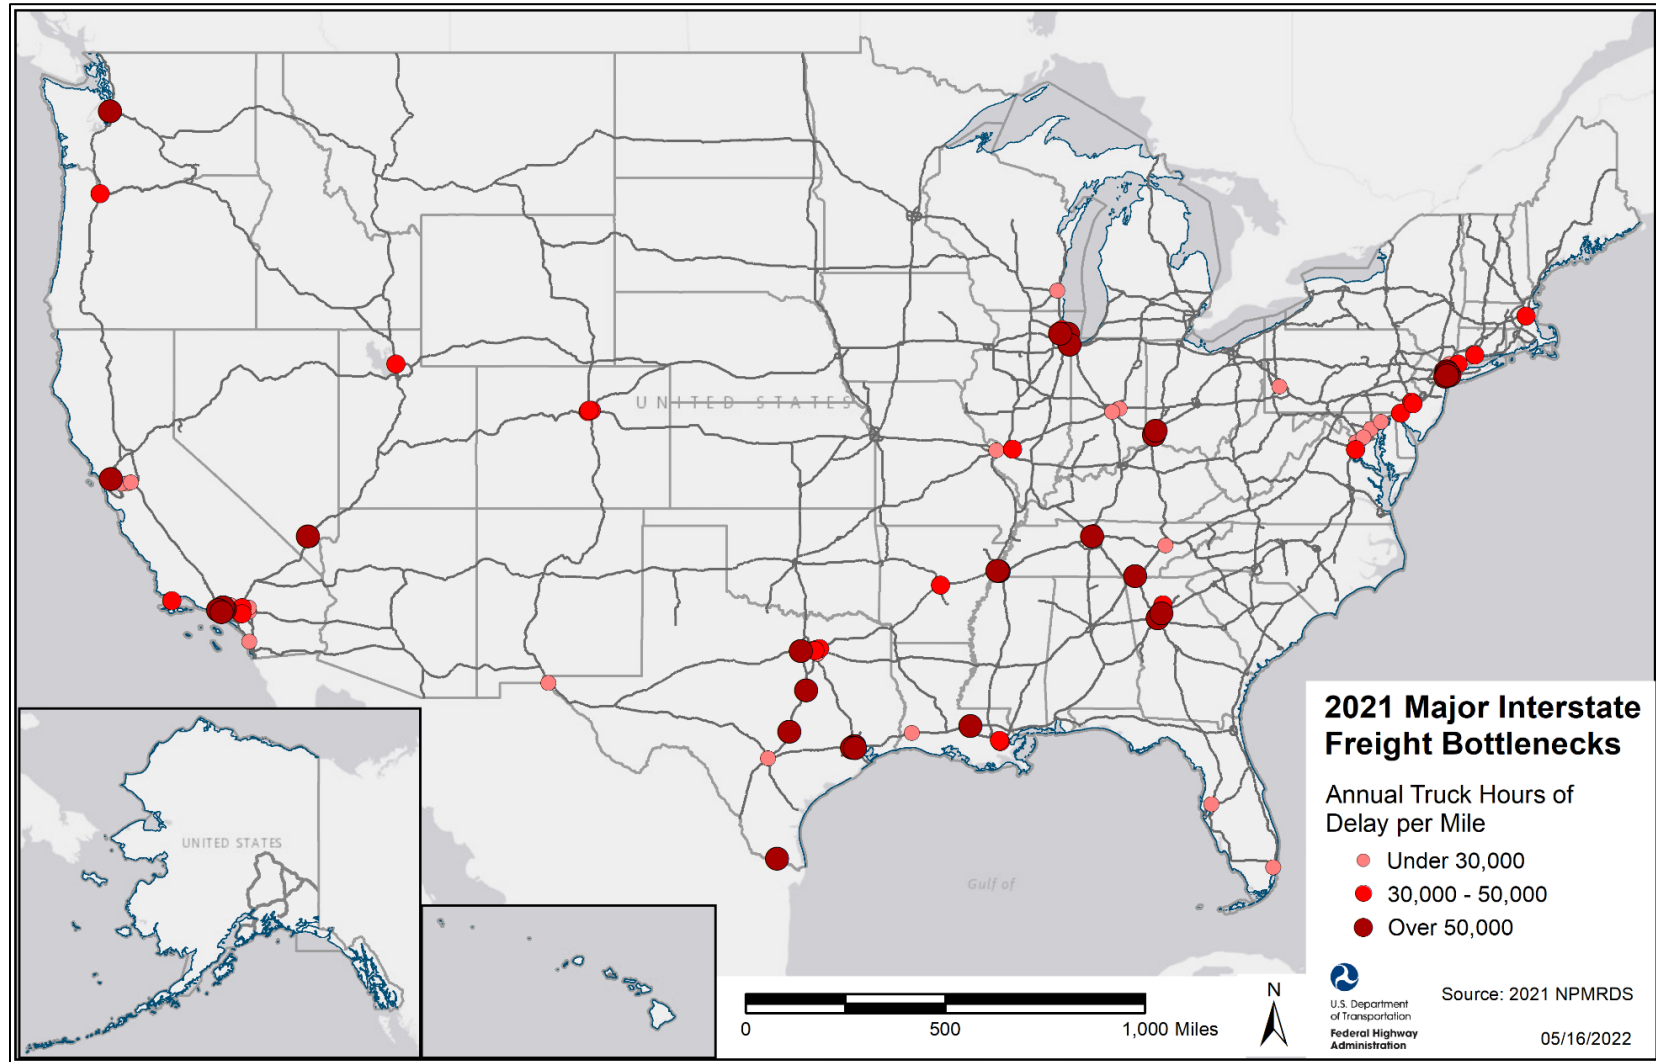 UNITED STATES
2021 Major Interstate
Freight Bottlenecks
Annual Truck Hours of
Delay per Mile
Under 30,000
30,000 - 50,000
Over 50,000
UNITED STATES
Gulf of
U.S. Department
of Transportation
Federal Highway
Administration
Source: 2021 NPMRDS
05/16/2022
N
0 500 1,000 Miles